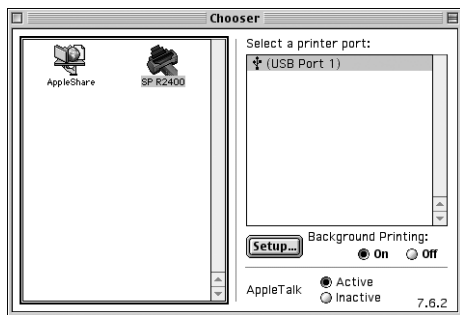 Chooser
AppleShare
SP R2400
Select a printer port:
(USB Port 1)
Setup...
Background Printing:
On Off
AppleTalk
Active
Inactive
7.6.2